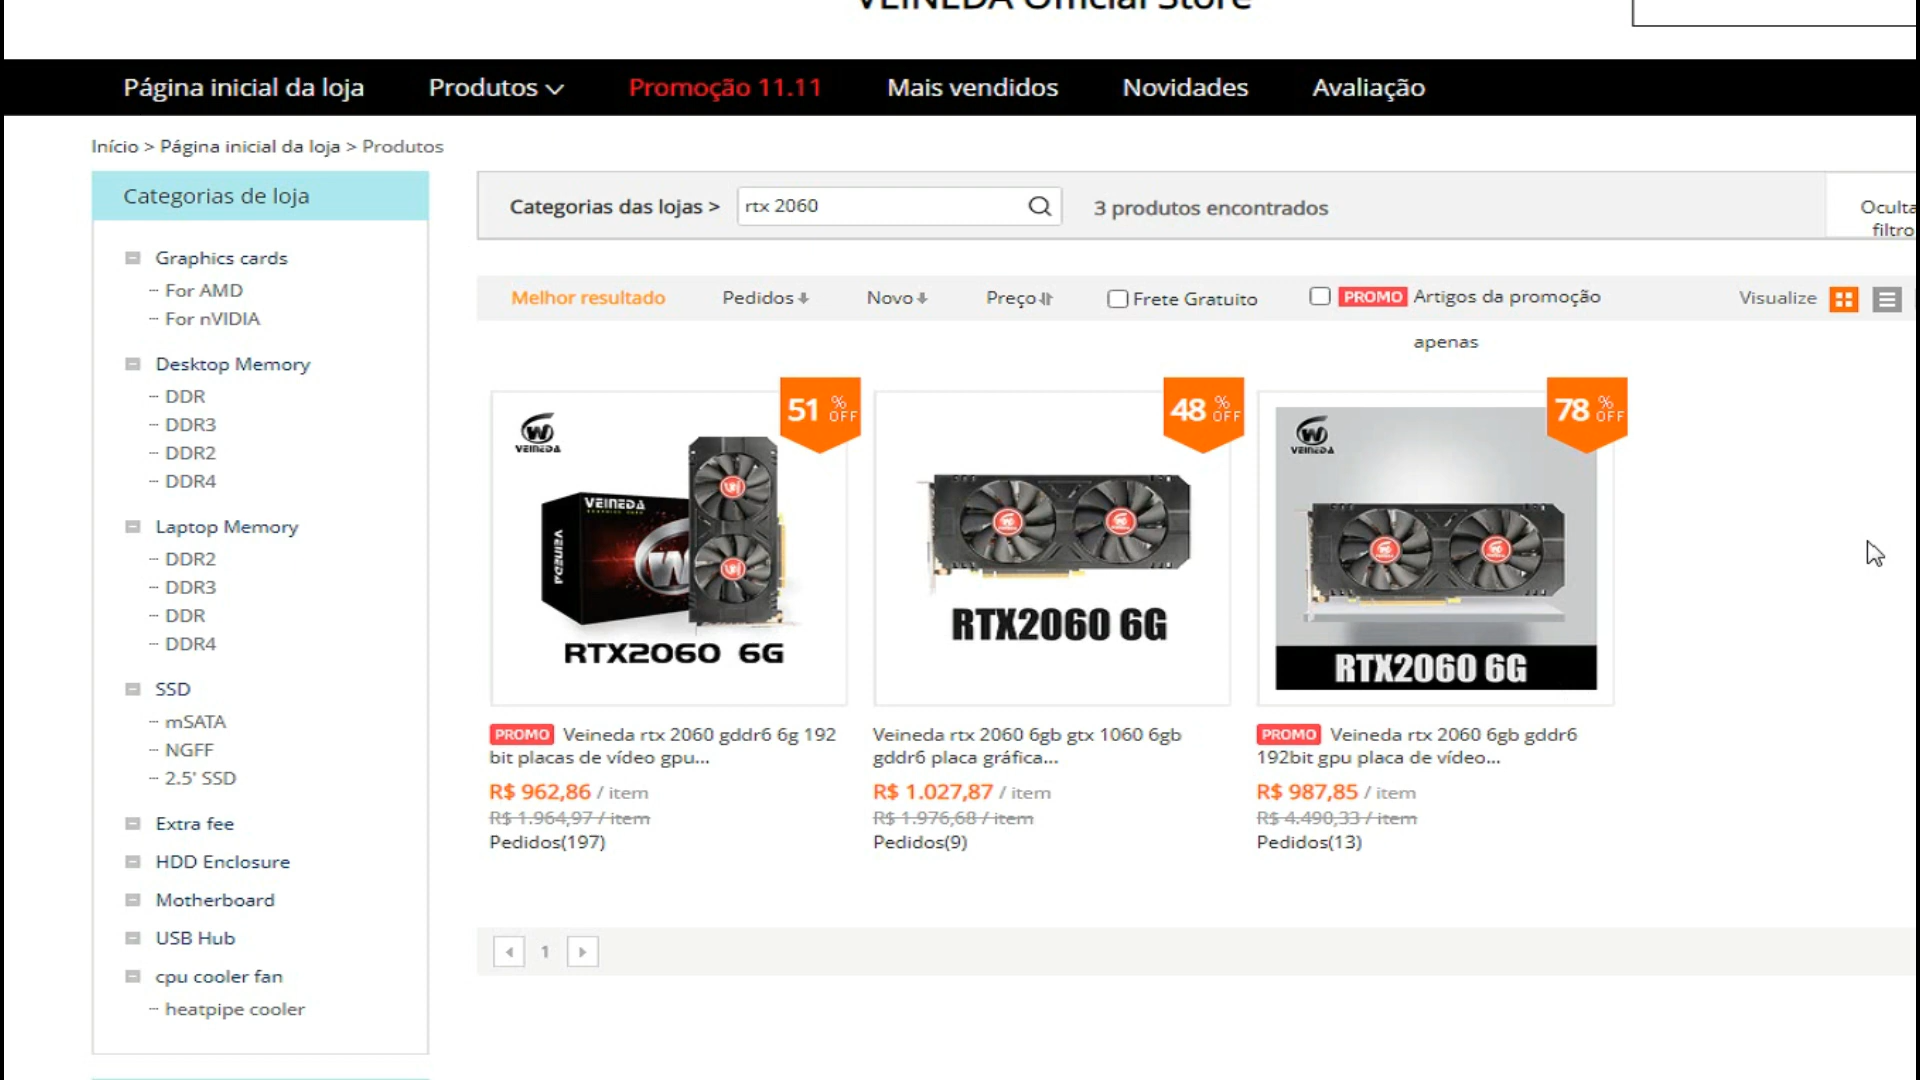 VEINEDA Official Store
Página inicial da loja
Produtos
Promoção 11.11
Mais vendidos
Novidades
Avaliação
Início > Página inicial da loja > Produtos
Categorias de loja
Graphics cards
For AMD
For nVIDIA
Desktop Memory
DDR
DDR3
DDR2
DDR4
Laptop Memory
DDR2
DDR3
DDR
DDR4
SSD
mSATA
NGFF
2.5' SSD
Extra fee
HDD Enclosure
Motherboard
USB Hub
cpu cooler fan
heatpipe cooler
Categorias das lojas >
rtx 2060
3 produtos encontrados
Oculta
filtro
Melhor resultado
Pedidos
Novo
Preço
Frete Gratuito
PROMO Artigos da promoção
apenas
Visualize
51 % OFF
VEINEDA
VEINEDA
GRAPHICS CARD
VEINEDA
RTX2060 6G
PROMO Veineda rtx 2060 gddr6 6g 192
bit placas de vídeo gpu...
R$ 962,86 / item
R$ 1.964,97 / item
Pedidos(197)
48 % OFF
RTX2060 6G
Veineda rtx 2060 6gb gtx 1060 6gb
gddr6 placa gráfica...
R$ 1.027,87 / item
R$ 1.976,68 / item
Pedidos(9)
78 % OFF
VEINEDA
RTX2060 6G
PROMO Veineda rtx 2060 6gb gddr6
192bit gpu placa de vídeo...
R$ 987,85 / item
R$ 4.490,33 / item
Pedidos(13)
1